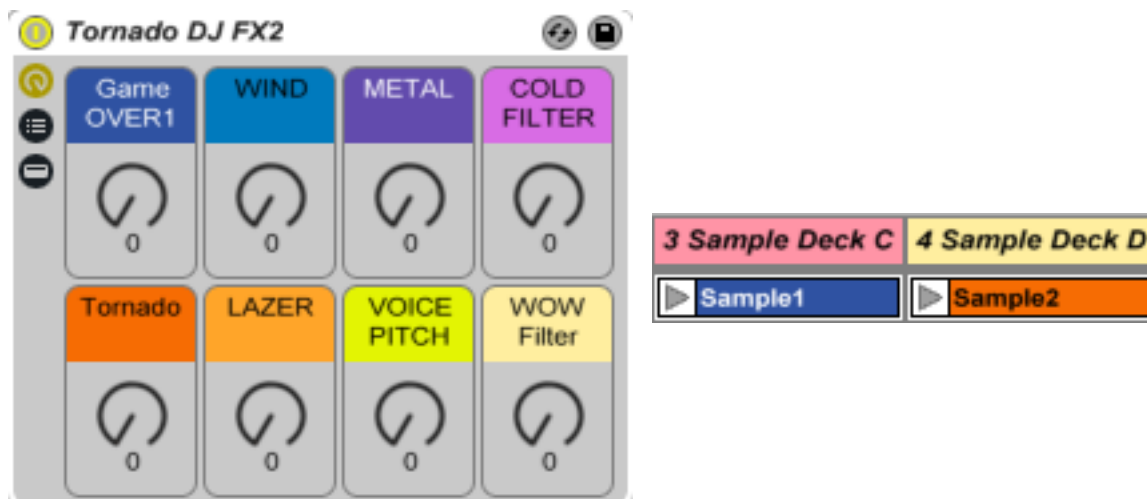 Tornado DJ FX2
Game OVER1
WIND
METAL
COLD FILTER
0
0
0
0
Tornado
LAZER
VOICE PITCH
WOW Filter
0
0
0
0
3 Sample Deck C
4 Sample Deck D
Sample1
Sample2